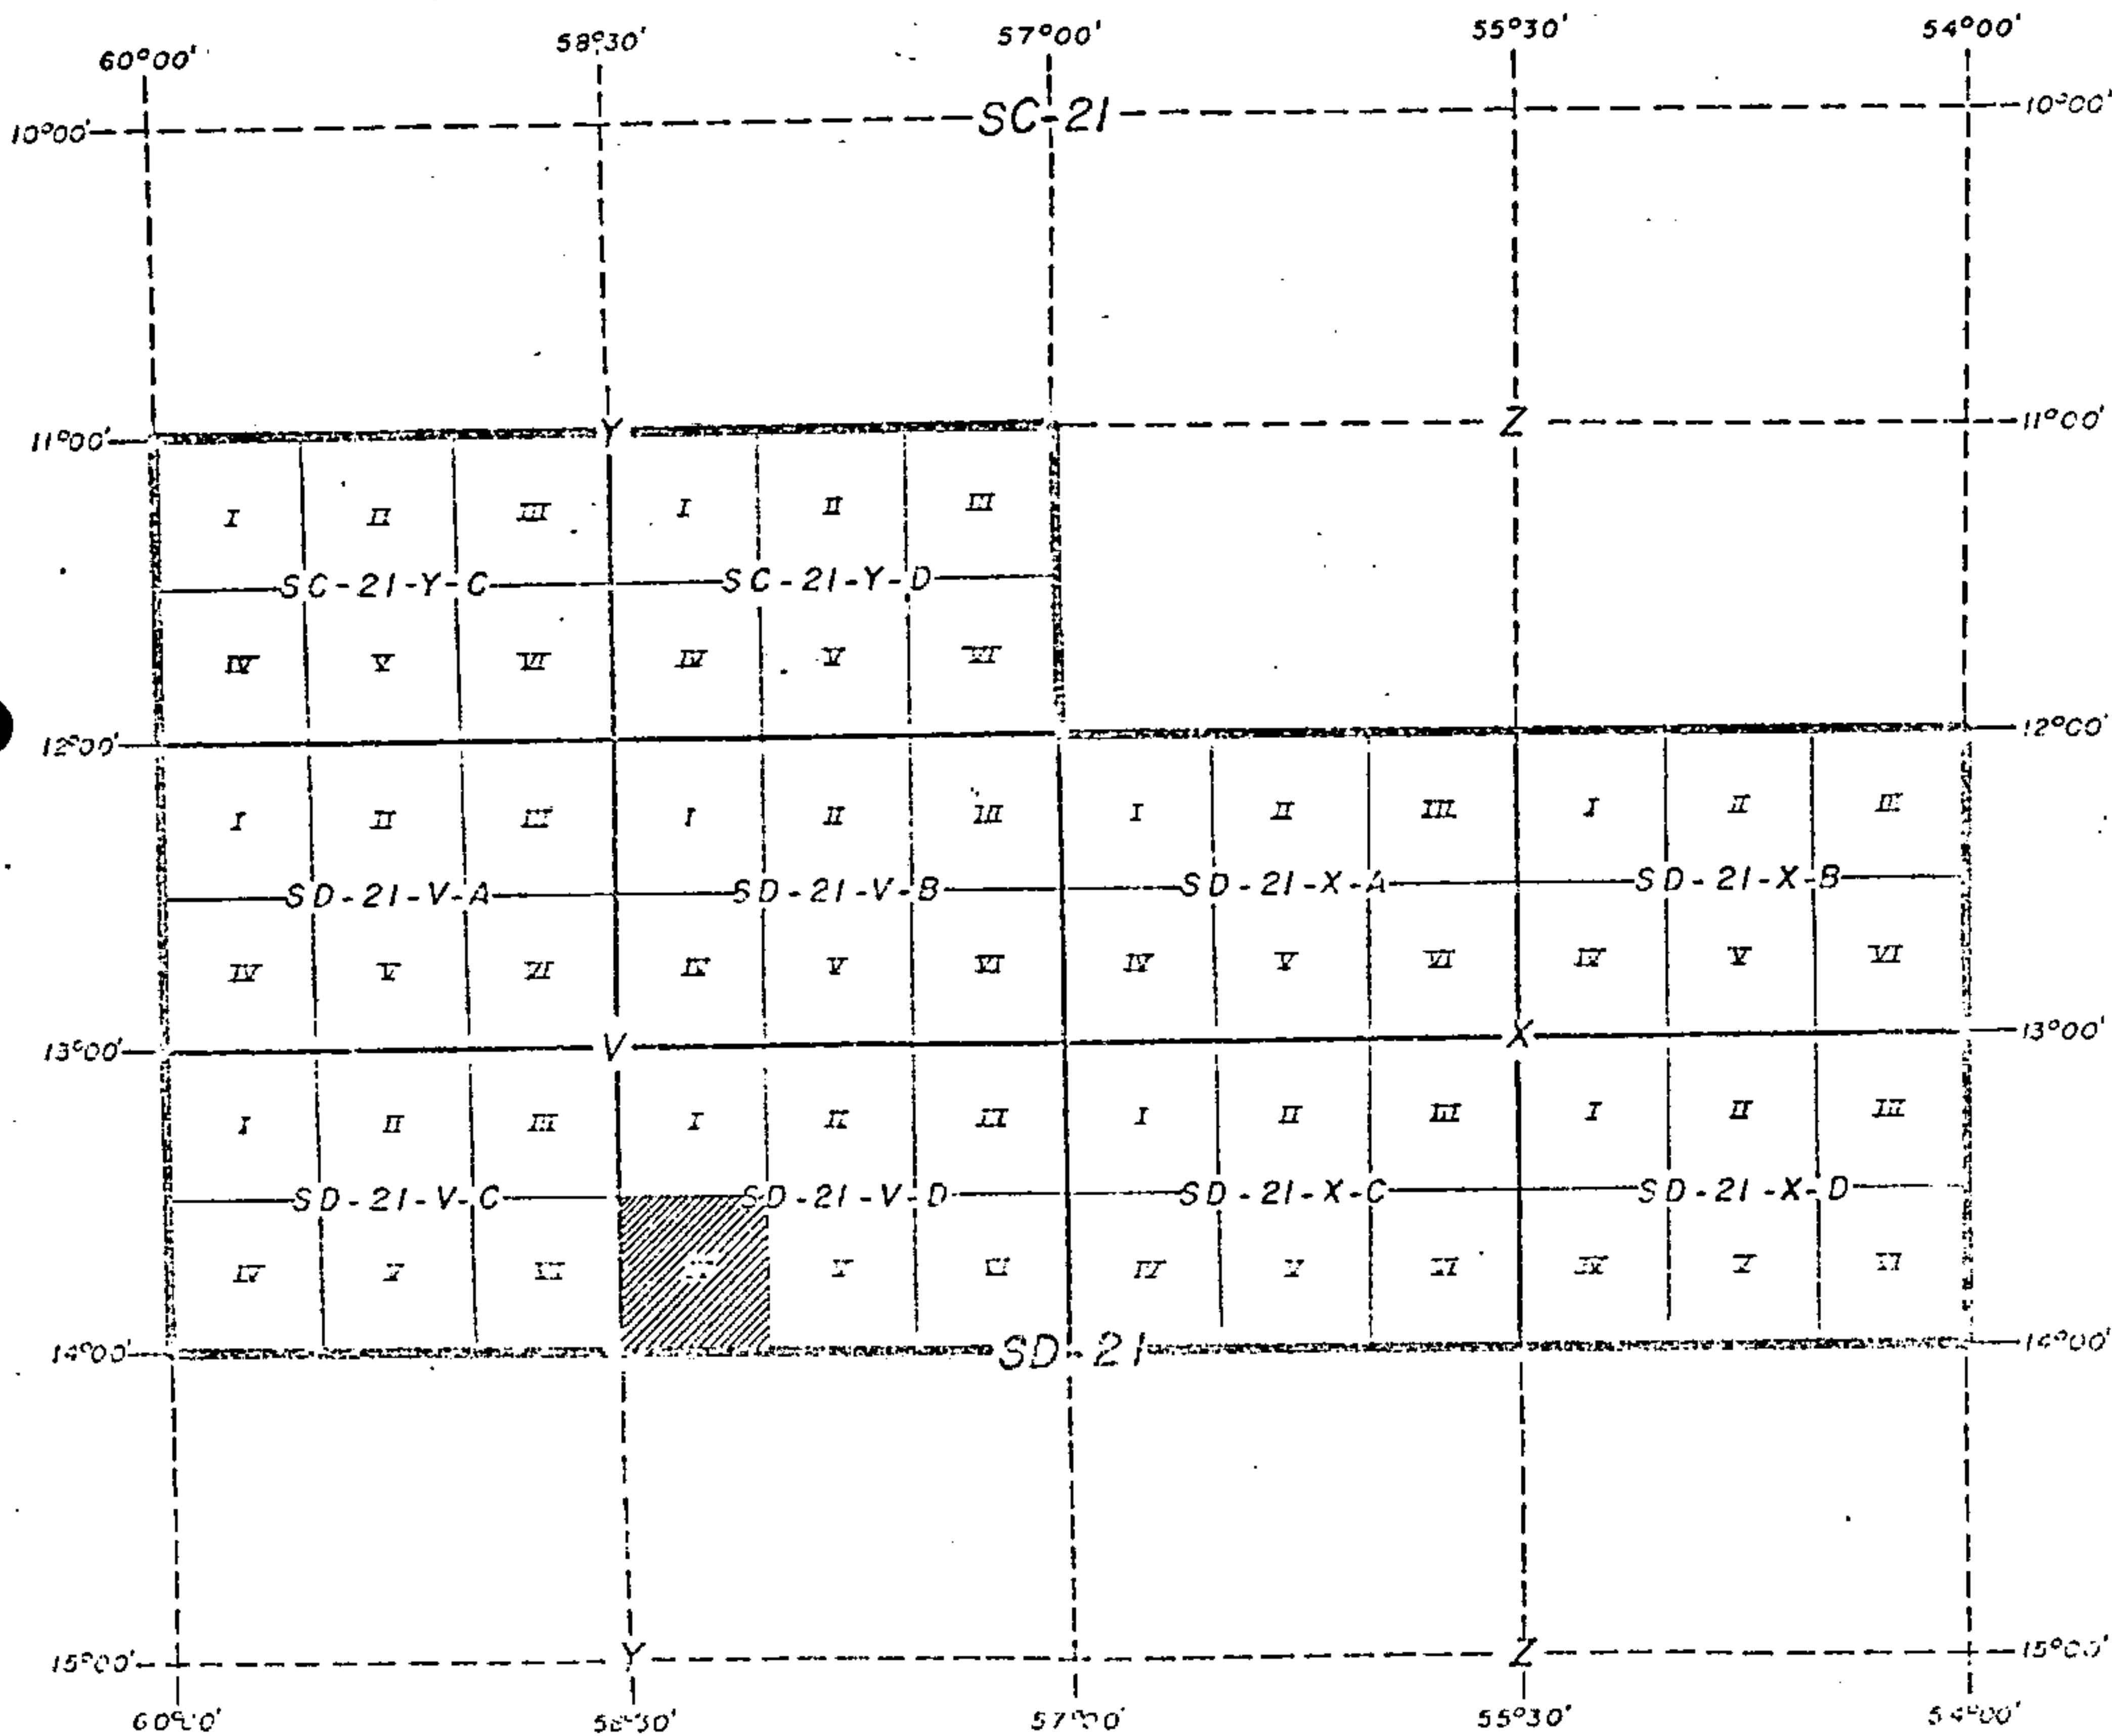 60°00' 58°30' 57°00' 55°30' 54°00'
10°00' SC-21 10°00'
11°00' Y Z 11°00'
I II III I II III
SC-21-Y-C SC-21-Y-D
IV V VI IV V VI
12°00' 12°00'
I II III I II III I II III I II III
SD-21-V-A SD-21-V-B SD-21-X-A SD-21-X-B
IV V VI IV V VI IV V VI IV V VI
13°00' V X 13°00'
I II III I II III I II III I II III
SD-21-V-C SD-21-V-D SD-21-X-C SD-21-X-D
IV V VI IV V VI IV V VI IV V VI
14°00' SD-21 14°00'
15°00' Y Z 15°00'
60°00' 58°30' 57°00' 55°30' 54°00'